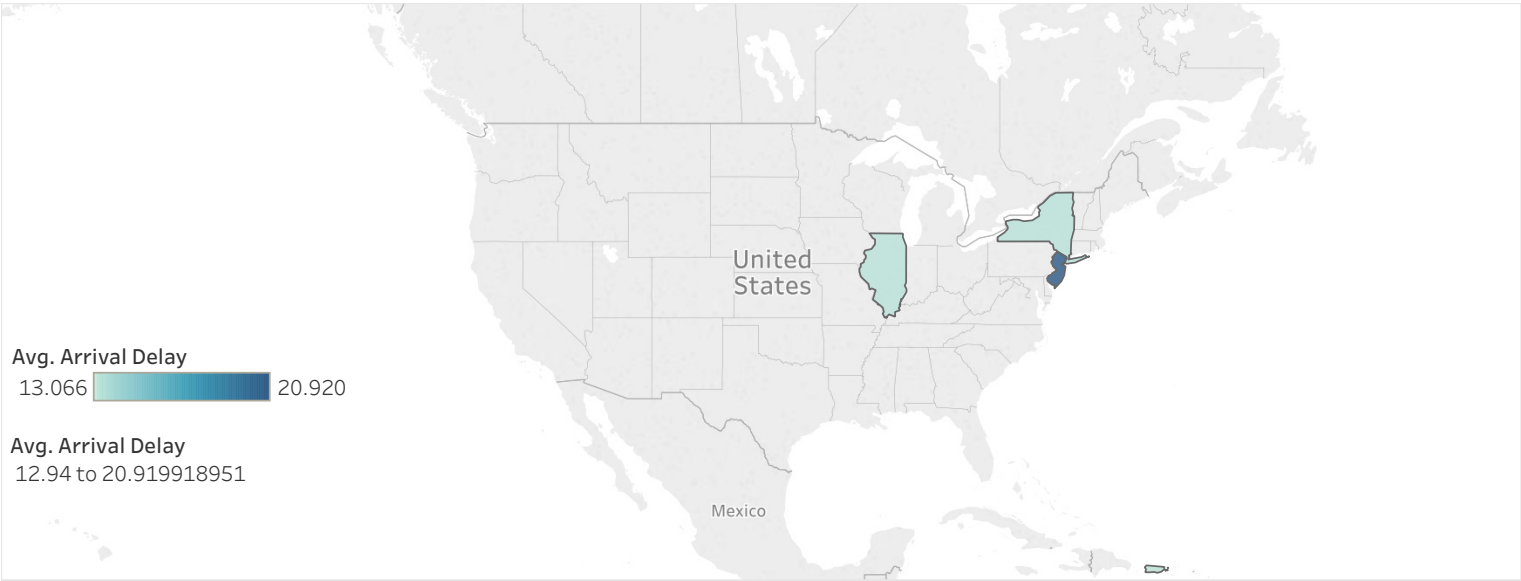 United
States
Avg. Arrival Delay
13.066 20.920
Avg. Arrival Delay
12.94 to 20.919918951
Mexico